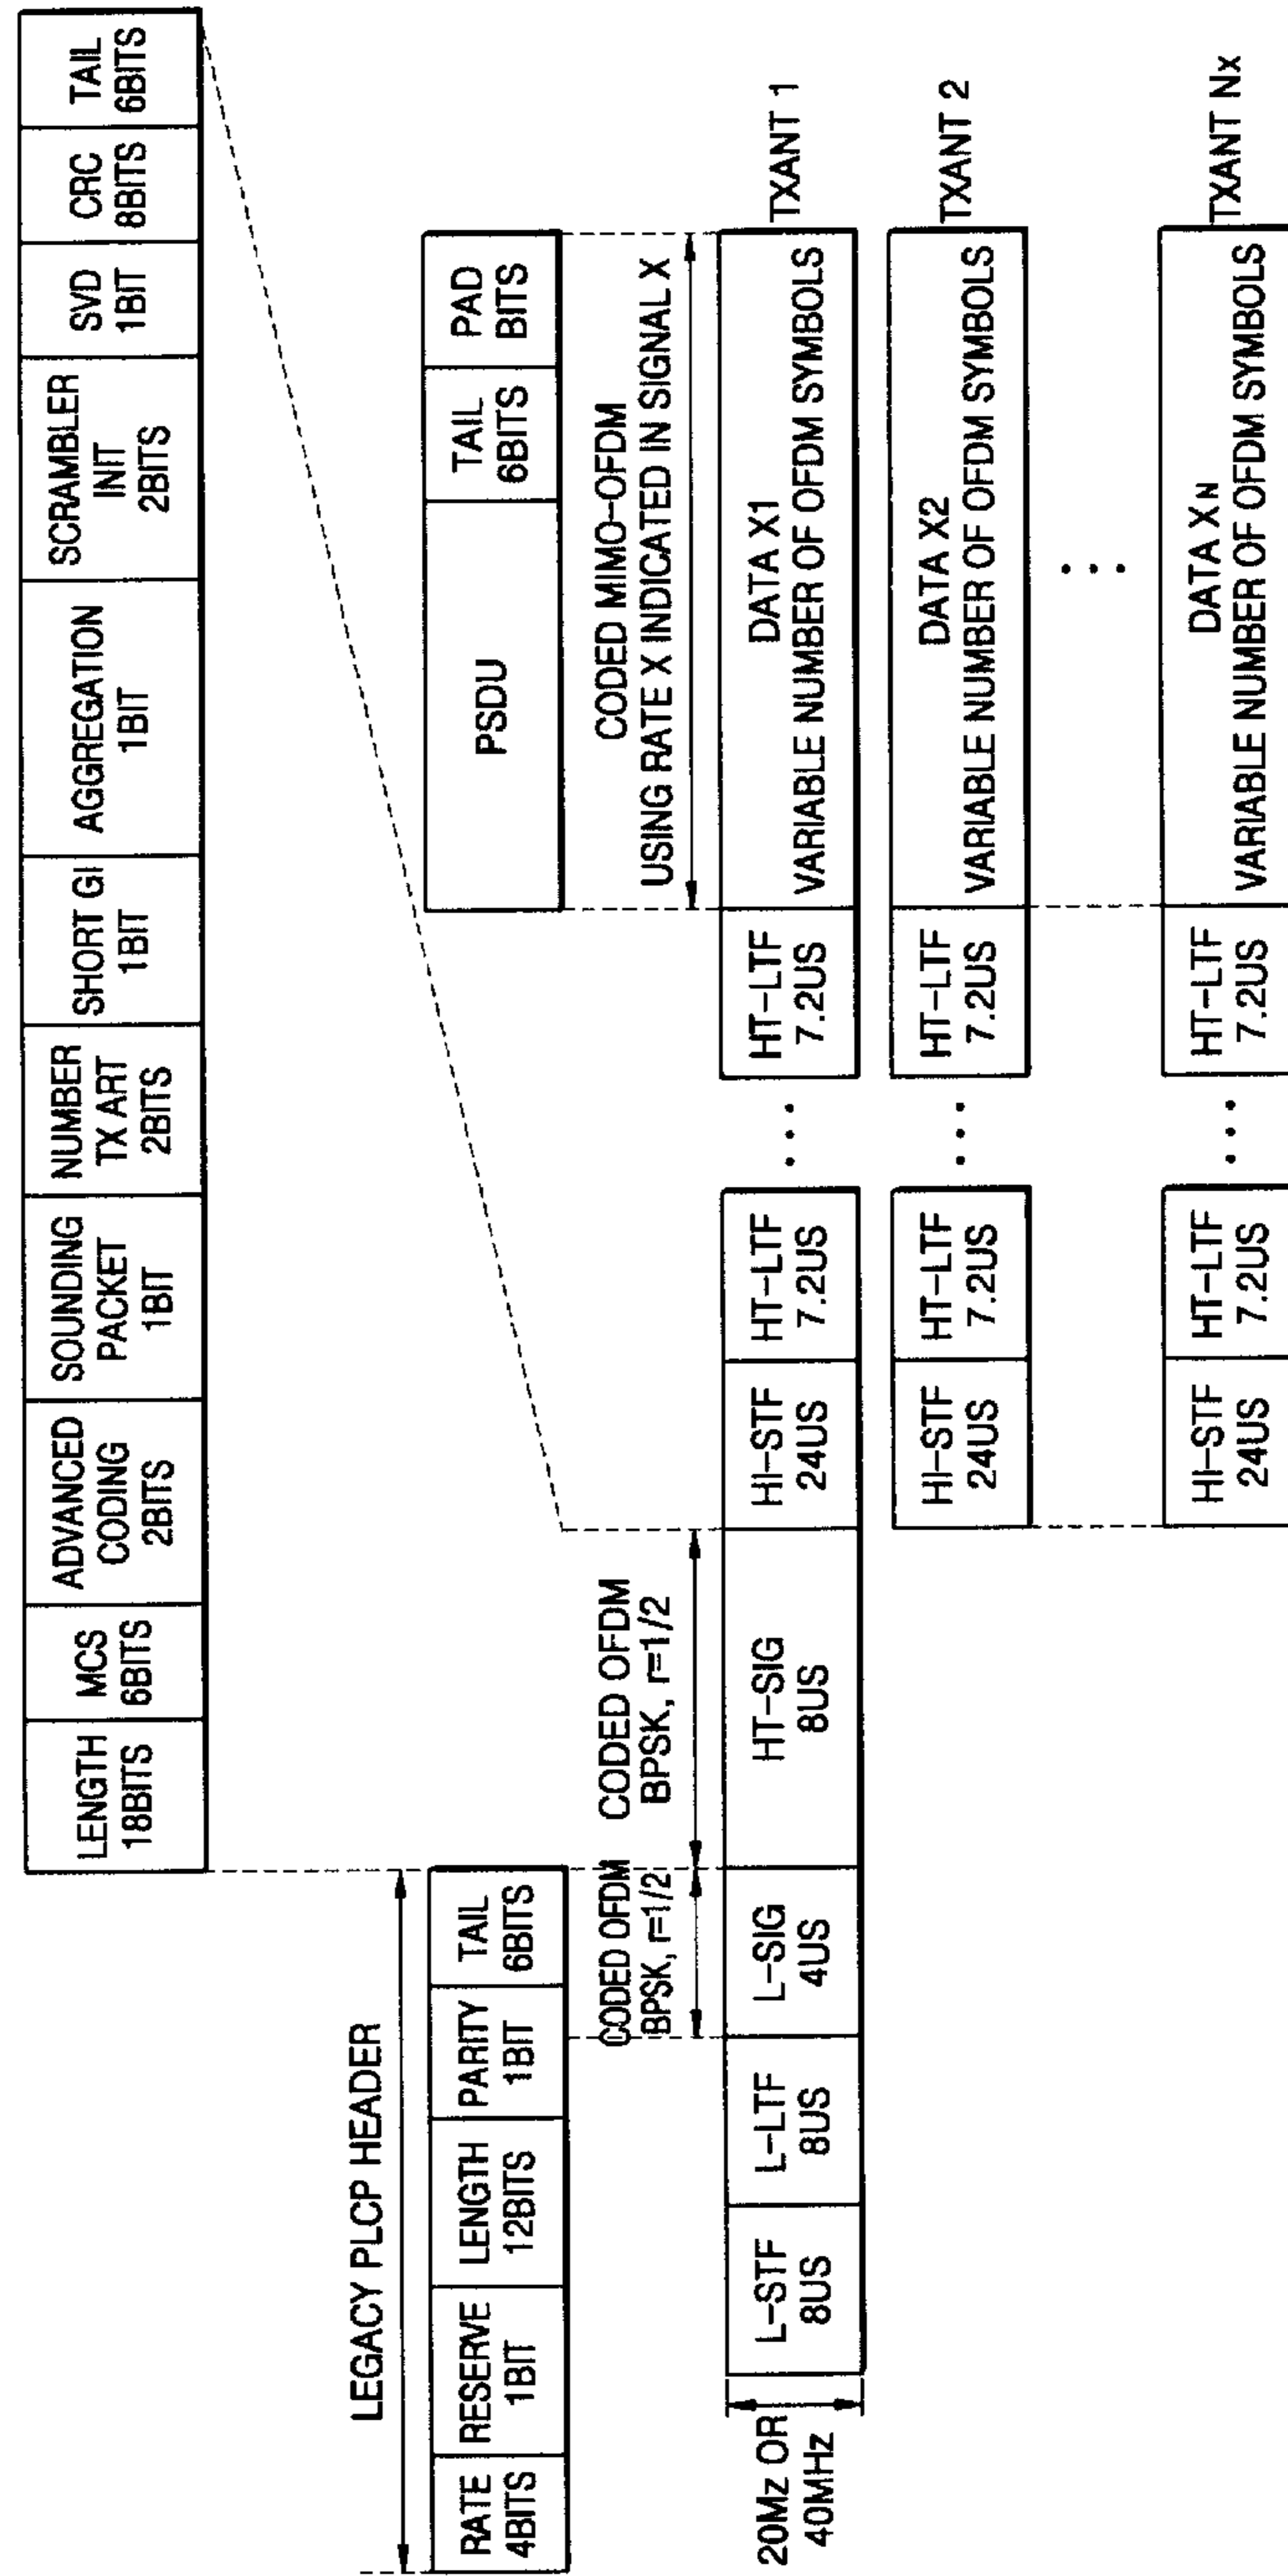 LENGTH
18BITS
MCS
6BITS
ADVANCED
CODING
2BITS
SOUNDING
PACKET
1BIT
NUMBER
TX ART
2BITS
SHORT GI
1BIT
AGGREGATION
1BIT
SCRAMBLER
INIT
2BITS
SVD
1BIT
CRC
8BITS
TAIL
6BITS
LEGACY PLCP HEADER
RATE
4BITS
RESERVE
1BIT
LENGTH
12BITS
PARITY
1BIT
TAIL
6BITS
PSDU
TAIL
6BITS
PAD
BITS
CODED OFDM
BPSK, r=1/2
CODED OFDM
BPSK, r=1/2
CODED MIMO-OFDM
USING RATE X INDICATED IN SIGNAL X
20Mz OR
40MHz
L-STF
8US
L-LTF
8US
L-SIG
4US
HT-SIG
8US
HI-STF
24US
HT-LTF
7.2US
...
HT-LTF
7.2US
DATA X1
VARIABLE NUMBER OF OFDM SYMBOLS
TXANT 1
HI-STF
24US
HT-LTF
7.2US
...
HT-LTF
7.2US
DATA X2
VARIABLE NUMBER OF OFDM SYMBOLS
TXANT 2
...
HI-STF
24US
HT-LTF
7.2US
...
HT-LTF
7.2US
DATA XN
VARIABLE NUMBER OF OFDM SYMBOLS
TXANT Nx